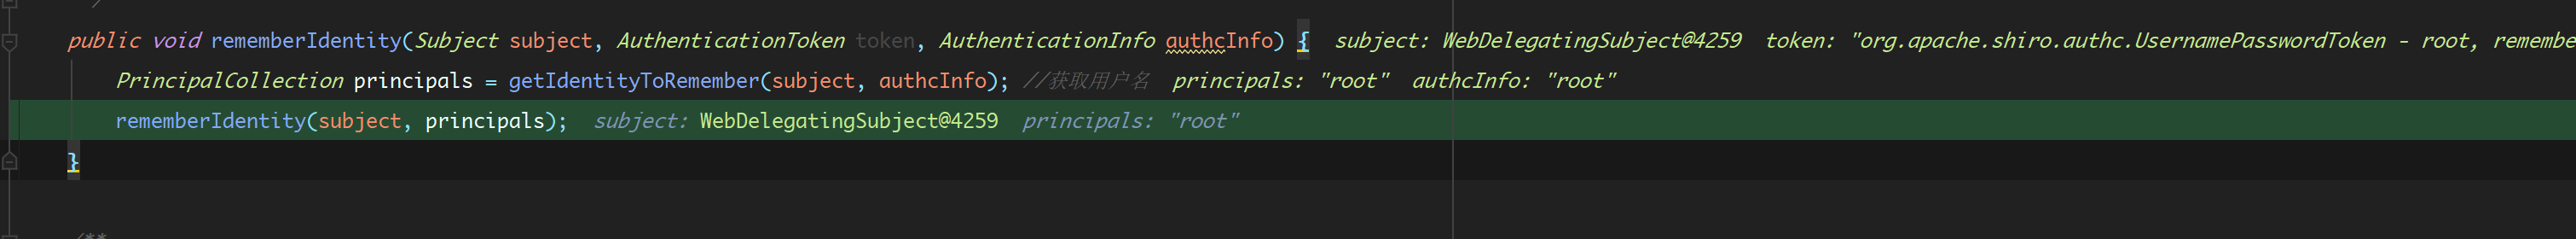 public void rememberIdentity(Subject subject, AuthenticationToken token, AuthenticationInfo authcInfo) {  subject: WebDelegatingSubject@4259  token: "org.apache.shiro.authc.UsernamePasswordToken - root, remembe
PrincipalCollection principals = getIdentityToRemember(subject, authcInfo); //获取用户名  principals: "root"  authcInfo: "root"
rememberIdentity(subject, principals);  subject: WebDelegatingSubject@4259  principals: "root"
}
/**